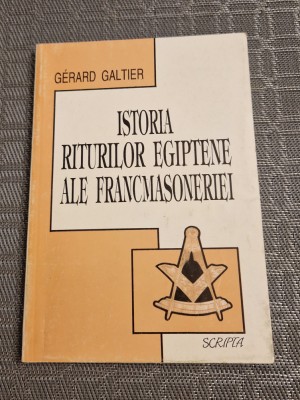 GÉRARD GALTIER
ISTORIA
RITURILOR EGIPTENE
ALE FRANCMASONERIEI
SCRIPTA